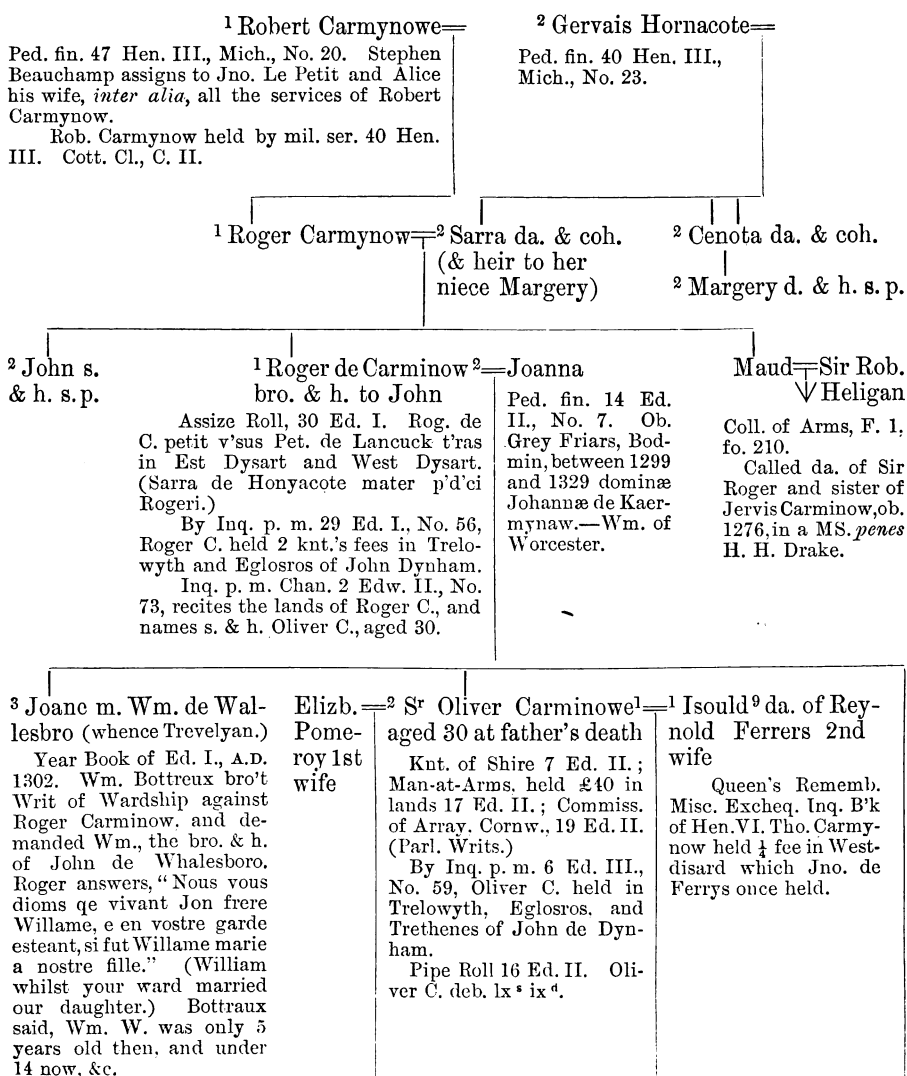 ¹ Robert Carmynowe=
Ped. fin. 47 Hen. III., Mich., No. 20. Stephen
Beauchamp assigns to Jno. Le Petit and Alice
his wife, inter alia, all the services of Robert
Carmynow.
Rob. Carmynow held by mil. ser. 40 Hen.
III. Cott. Cl., C. II.
² Gervais Hornacote=
Ped. fin. 40 Hen. III.,
Mich., No. 23.
¹ Roger Carmynow=² Sarra da. & coh.
(& heir to her
niece Margery)
² Cenota da. & coh.
² Margery d. & h. s. p.
² John s.
& h. s. p.
¹ Roger de Carminow ²=Joanna
bro. & h. to John
Assize Roll, 30 Ed. I. Rog. de
C. petit v'sus Pet. de Lancuck t'ras
in Est Dysart and West Dysart.
(Sarra de Honyacote mater p'd'ci
Rogeri.)
By Inq. p. m. 29 Ed. I., No. 56,
Roger C. held 2 knt.'s fees in Trelo-
wyth and Eglosros of John Dynham.
Inq. p. m. Chan. 2 Edw. II., No.
73, recites the lands of Roger C., and
names s. & h. Oliver C., aged 30.
Ped. fin. 14 Ed.
II., No. 7. Ob.
Grey Friars, Bod-
min, between 1299
and 1329 dominæ
Johannæ de Kaer-
mynaw.—Wm. of
Worcester.
Maud=Sir Rob.
Heligan
Coll. of Arms, F. 1,
fo. 210.
Called da. of Sir
Roger and sister of
Jervis Carminow, ob.
1276, in a MS. penes
H. H. Drake.
³ Joane m. Wm. de Wal-
lesbro (whence Trevelyan.)
Year Book of Ed. I., A.D.
1302. Wm. Bottreux bro't
Writ of Wardship against
Roger Carminow, and de-
manded Wm., the bro. & h.
of John de Whalesboro.
Roger answers, "Nous vous
dioms qe vivant Jon frere
Willame, e en vostre garde
esteant, si fut Willame marie
a nostre fille." (William
whilst your ward married
our daughter.) Bottraux
said, Wm. W. was only 5
years old then, and under
14 now, &c.
Elizb.=² Sʳ Oliver Carminowe¹=¹ Isould⁹ da. of Rey-
Pome-
roy 1st
wife
aged 30 at father's death
Knt. of Shire 7 Ed. II.;
Man-at-Arms, held £40 in
lands 17 Ed. II.; Commiss.
of Array, Cornw., 19 Ed. II.
(Parl. Writs.)
By Inq. p. m. 6 Ed. III.,
No. 59, Oliver C. held in
Trelowyth, Eglosros, and
Trethenes of John de Dyn-
ham.
Pipe Roll 16 Ed. II. Oli-
ver C. deb. lx ˢ ix ᵈ.
nold Ferrers 2nd
wife
Queen's Rememb.
Misc. Excheq. Inq. B'k
of Hen. VI. Tho. Carmy-
now held ¼ fee in West-
disard which Jno. de
Ferrys once held.